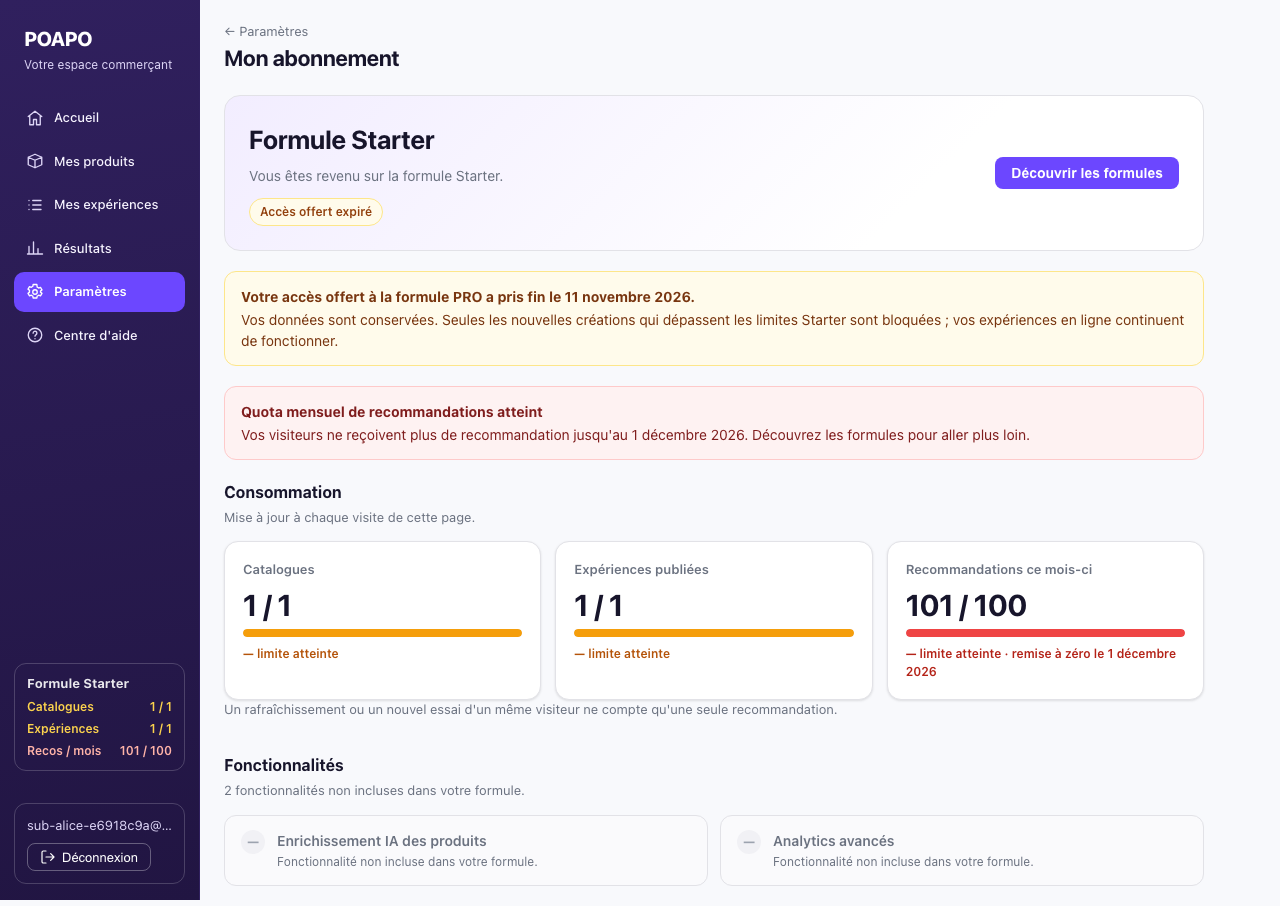 POAPO
Votre espace commerçant
Accueil
Mes produits
Mes expériences
Résultats
Paramètres
Centre d'aide
Formule Starter
Catalogues 1 / 1
Expériences 1 / 1
Recos / mois 101 / 100
sub-alice-e6918c9a@...
Déconnexion
← Paramètres
Mon abonnement
Formule Starter
Vous êtes revenu sur la formule Starter.
Accès offert expiré
Découvrir les formules
Votre accès offert à la formule PRO a pris fin le 11 novembre 2026.
Vos données sont conservées. Seules les nouvelles créations qui dépassent les limites Starter sont bloquées ; vos expériences en ligne continuent
de fonctionner.
Quota mensuel de recommandations atteint
Vos visiteurs ne reçoivent plus de recommandation jusqu'au 1 décembre 2026. Découvrez les formules pour aller plus loin.
Consommation
Mise à jour à chaque visite de cette page.
Catalogues
1 / 1
— limite atteinte
Expériences publiées
1 / 1
— limite atteinte
Recommandations ce mois-ci
101 / 100
— limite atteinte · remise à zéro le 1 décembre
2026
Un rafraîchissement ou un nouvel essai d'un même visiteur ne compte qu'une seule recommandation.
Fonctionnalités
2 fonctionnalités non incluses dans votre formule.
— Enrichissement IA des produits
Fonctionnalité non incluse dans votre formule.
— Analytics avancés
Fonctionnalité non incluse dans votre formule.